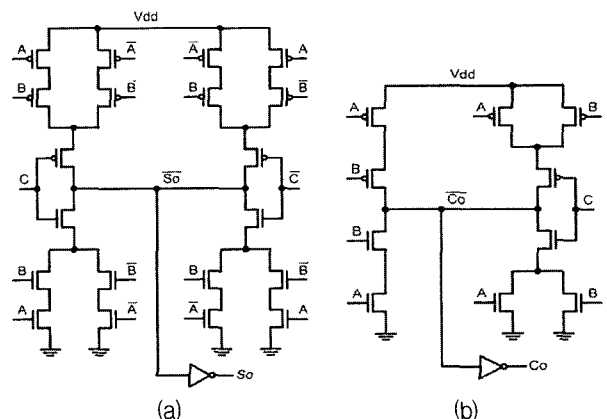 Vdd
A A̅ A̅ A
B B̅ B B̅
C S̅o̅ C̅
B B̅ B B̅
A A̅ A̅ A
So
(a)
Vdd
A A B
B
C̅o̅ C
B
A A B
Co
(b)